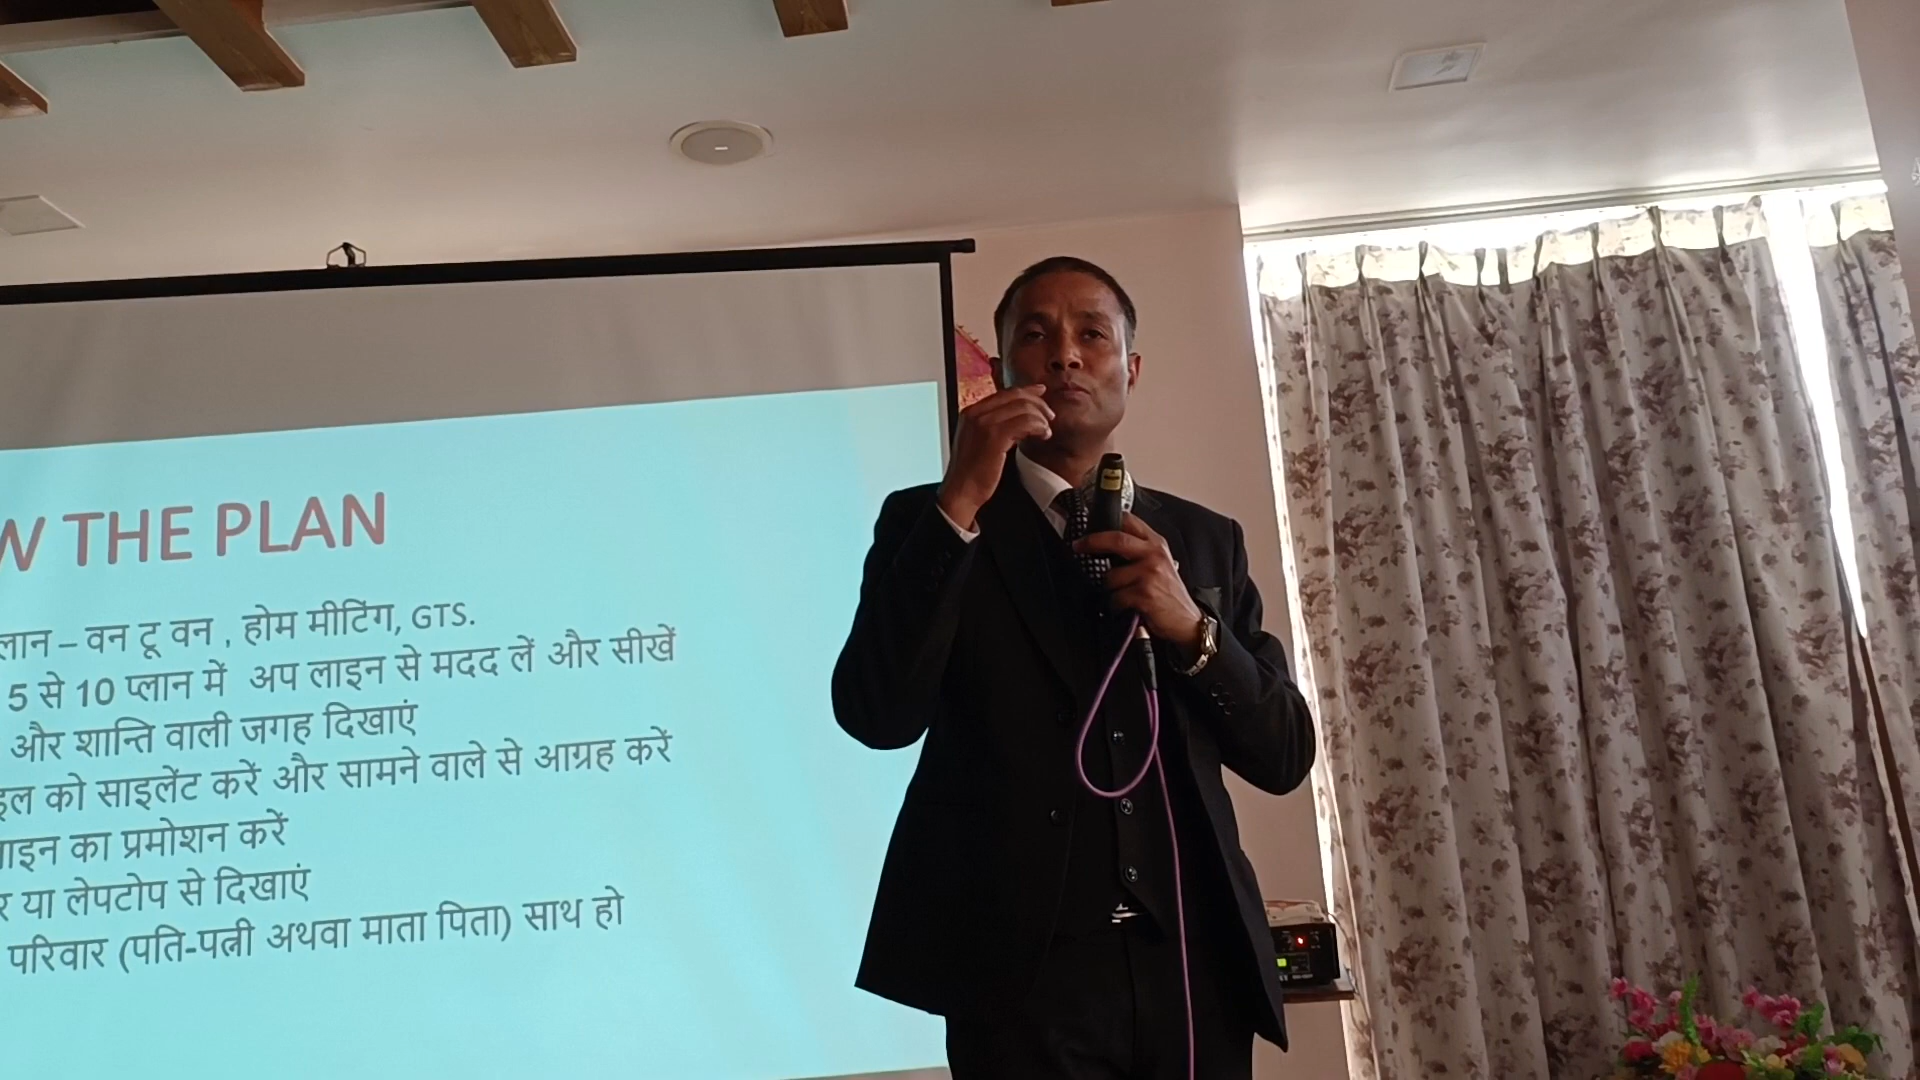 W THE PLAN
लान – वन टू वन , होम मीटिंग, GTS.
5 से 10 प्लान में अप लाइन से मदद लें और सीखें
और शान्ति वाली जगह दिखाएं
इल को साइलेंट करें और सामने वाले से आग्रह करें
लाइन का प्रमोशन करें
र या लेपटोप से दिखाएं
परिवार (पति-पत्नी अथवा माता पिता) साथ हो